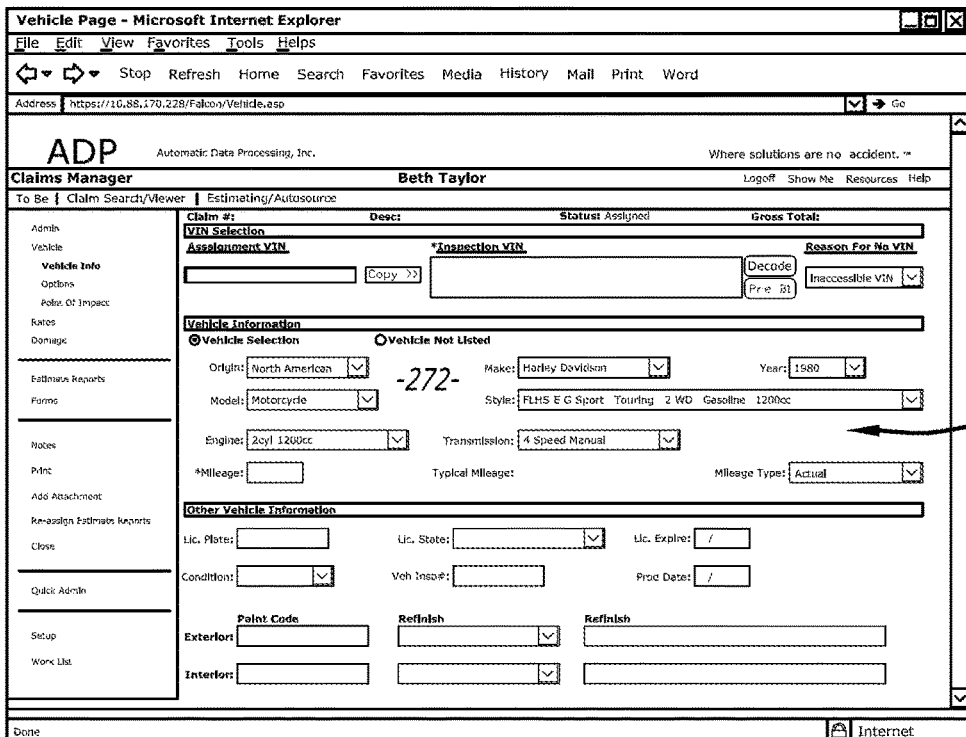 Vehicle Page - Microsoft Internet Explorer
File Edit View Favorites Tools Helps
Stop Refresh Home Search Favorites Media History Mail Print Word
Address https://10.88.170.228/Falcon/Vehicle.asp Go
ADP Automatic Data Processing, Inc. Where solutions are no accident.™
Claims Manager Beth Taylor Logoff Show Me Resources Help
To Be | Claim Search/Viewer | Estimating/Autosource
Claim #: Desc: Status: Assigned Gross Total:
Admin
Vehicle
Vehicle Info
Options
Point Of Impact
Rates
Damage
Estimate Reports
Forms
Notes
Print
Add Attachment
Re-assign Estimate Reports
Close
Quick Admin
Setup
Work List
VIN Selection
Assignment VIN *Inspection VIN Reason For No VIN
Copy >> Decode Inaccessible VIN
Vehicle Information
Vehicle Selection Vehicle Not Listed
Origin: North American -272- Make: Harley Davidson Year: 1980
Model: Motorcycle Style: FLHS E G Sport Touring 2 WD Gasoline 1200cc
Engine: 2cyl 1200cc Transmission: 4 Speed Manual
*Mileage: Typical Mileage: Mileage Type: Actual
Other Vehicle Information
Lic. Plate: Lic. State: Lic. Expire: /
Condition: Veh Insp#: Prod Date: /
Paint Code Refinish Refinish
Exterior:
Interior:
Done Internet